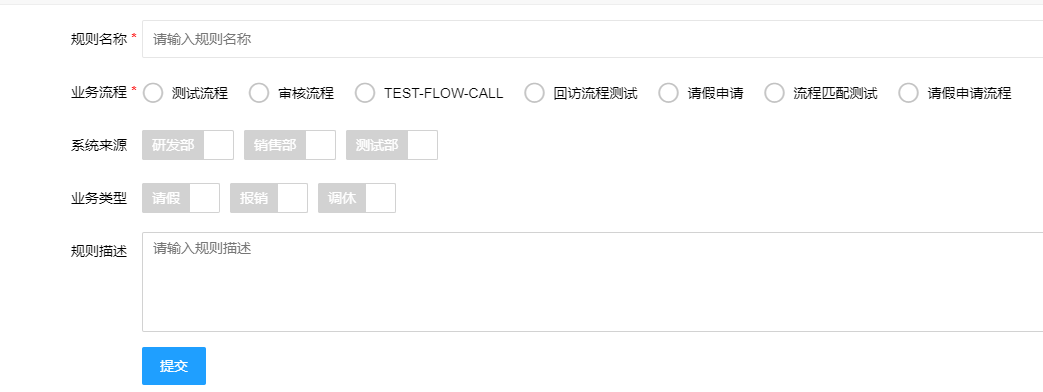 规则名称 * 请输入规则名称
业务流程 * 测试流程 审核流程 TEST-FLOW-CALL 回访流程测试 请假申请 流程匹配测试 请假申请流程
系统来源 研发部 销售部 测试部
业务类型 请假 报销 调休
规则描述 请输入规则描述
提交